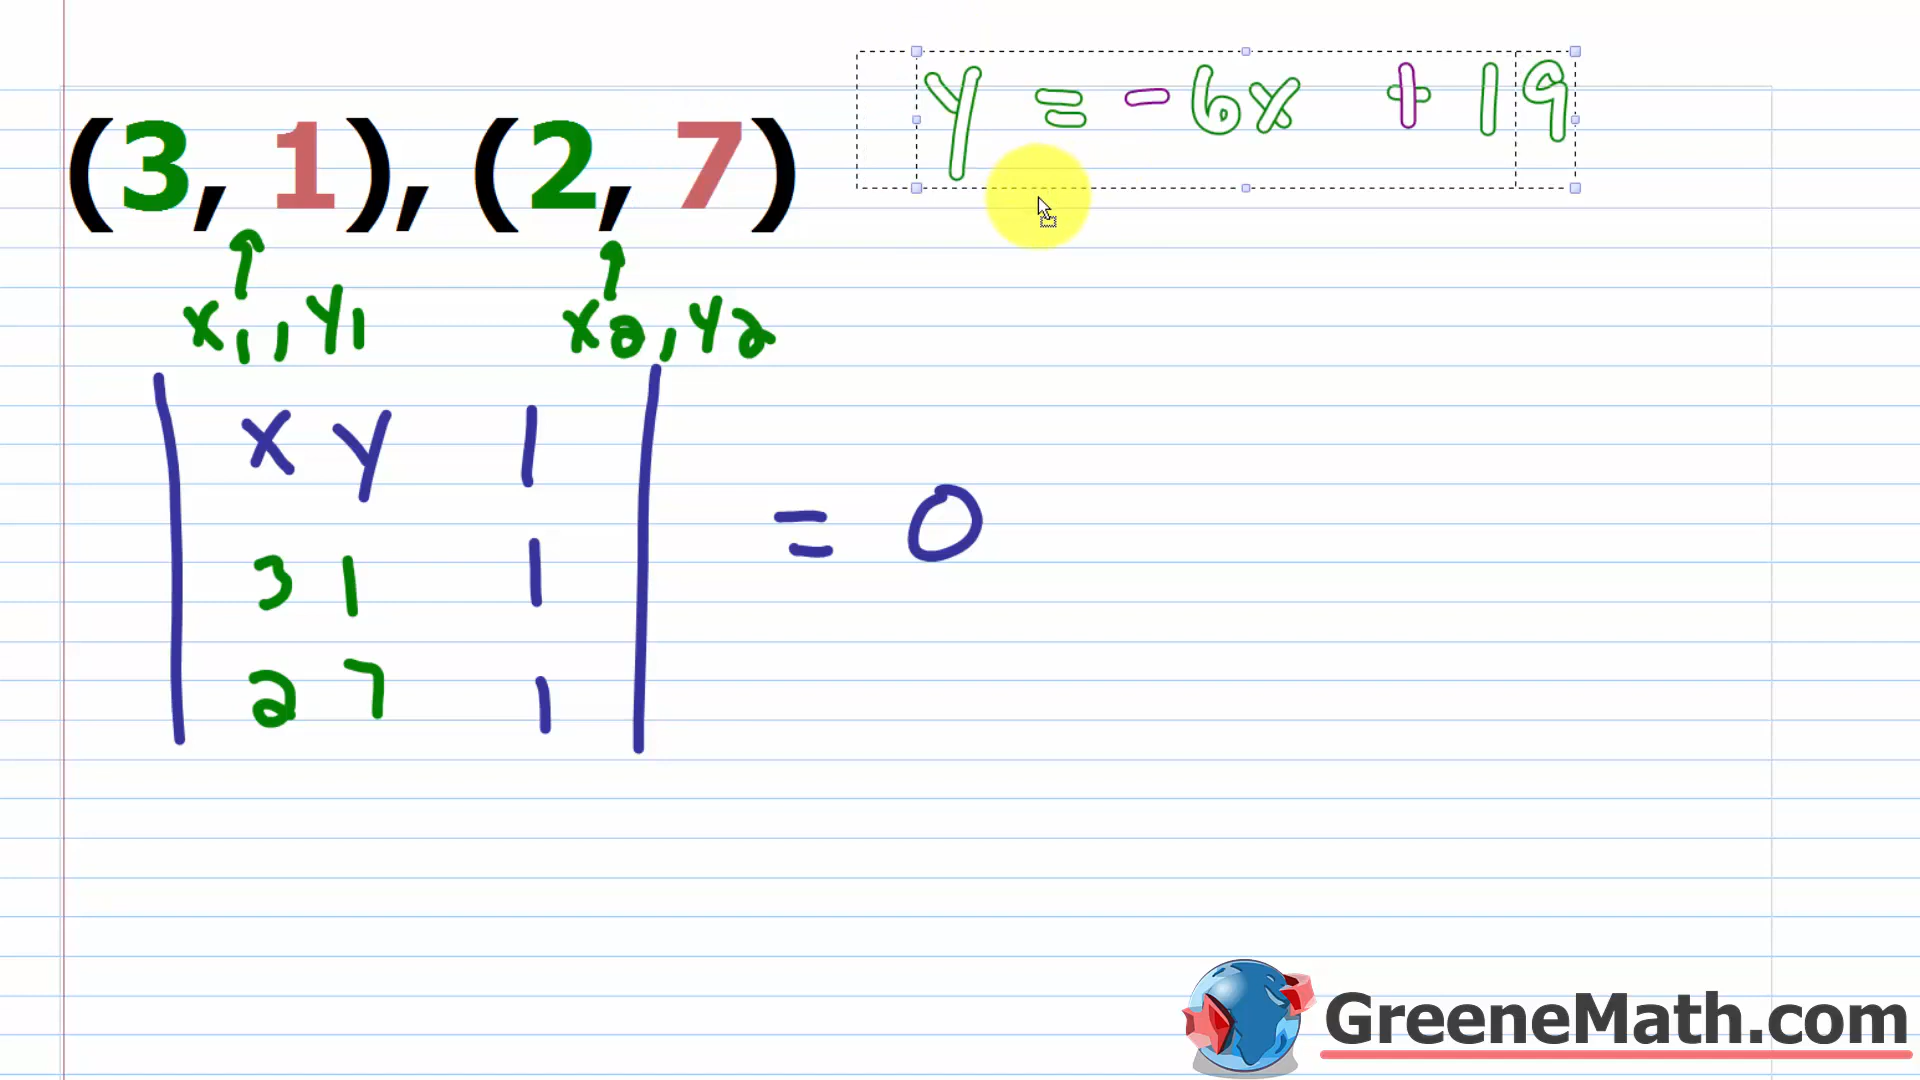 (3, 1), (2, 7)
y = -6x + 19
x1, y1
x2, y2
x y 1
3 1 1
2 7 1
= 0
GreeneMath.com